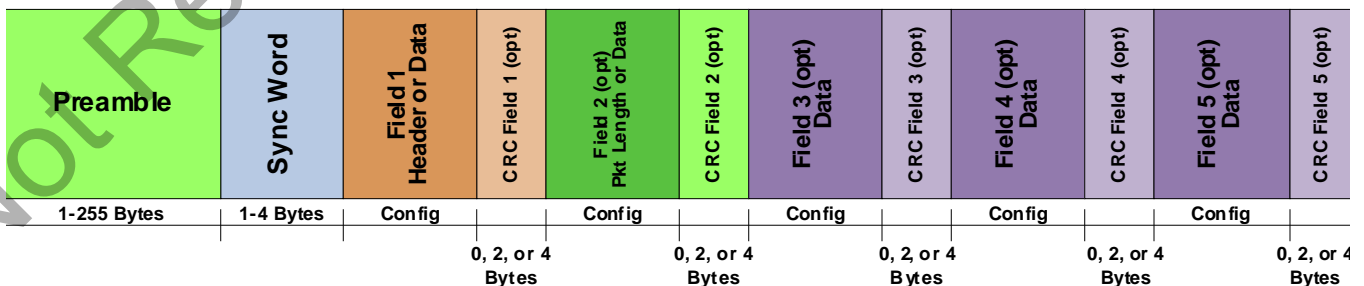 Preamble
Sync Word
Field 1
Header or Data
CRC Field 1 (opt)
Field 2 (opt)
Pkt Length or Data
CRC Field 2 (opt)
Field 3 (opt)
Data
CRC Field 3 (opt)
Field 4 (opt)
Data
CRC Field 4 (opt)
Field 5 (opt)
Data
CRC Field 5 (opt)
1-255 Bytes
1-4 Bytes
Config
Config
Config
Config
Config
0, 2, or 4
Bytes
0, 2, or 4
Bytes
0, 2, or 4
Bytes
0, 2, or 4
Bytes
0, 2, or 4
Bytes
Not Re